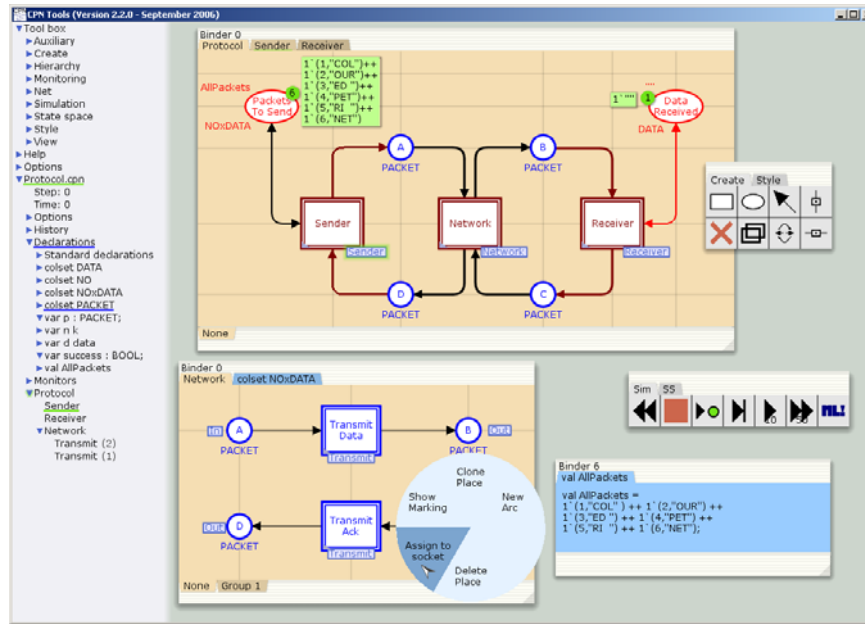 CPN Tools (Version 2.2.0 - September 2006)
Tool box
Auxiliary
Create
Hierarchy
Monitoring
Net
Simulation
State space
Style
View
Help
Options
Protocol.cpn
Step: 0
Time: 0
Options
History
Declarations
Standard declarations
colset DATA
colset NO
colset NOxDATA
colset PACKET
var p : PACKET;
var n k
var d data
var success : BOOL;
val AllPackets
Monitors
Protocol
Sender
Receiver
Network
Transmit (2)
Transmit (1)
Binder 0
Protocol Sender Receiver
1`(1,"COL")++
1`(2,"OUR")++
1`(3,"ED ")++
1`(4,"PET")++
1`(5,"RI  ")++
1`(6,"NET")
AllPackets
6
Packets
To Send
NOxDATA
""
1`""
1
Data
Received
DATA
A
PACKET
B
PACKET
Sender
Sender
Network
Network
Receiver
Receiver
D
PACKET
C
PACKET
None
Create Style
Binder 0
Network colset NOxDATA
In
A
PACKET
Transmit
Data
Transmit
B
Out
PACKET
Out
D
PACKET
Transmit
Ack
Transmit
Clone
Place
Show
Marking
New
Arc
Assign to
socket
Delete
Place
None Group 1
Sim SS
10
50
ML!
Binder 6
val AllPackets
val AllPackets =
1`(1,"COL" ) ++ 1`(2,"OUR") ++
1`(3,"ED ") ++ 1`(4,"PET") ++
1`(5,"RI  ") ++ 1`(6,"NET");